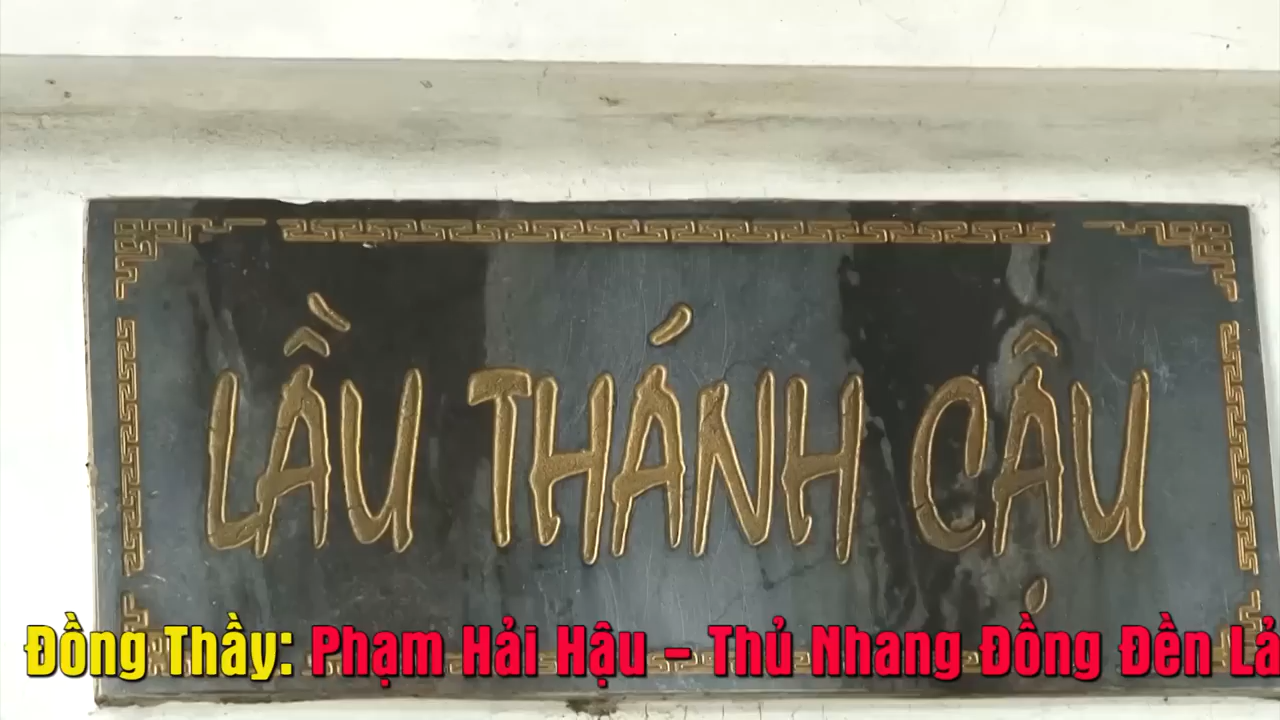 LẦU THÁNH CẬU
Đồng Thầy: Phạm Hải Hậu – Thủ Nhang Đồng Đền Lả